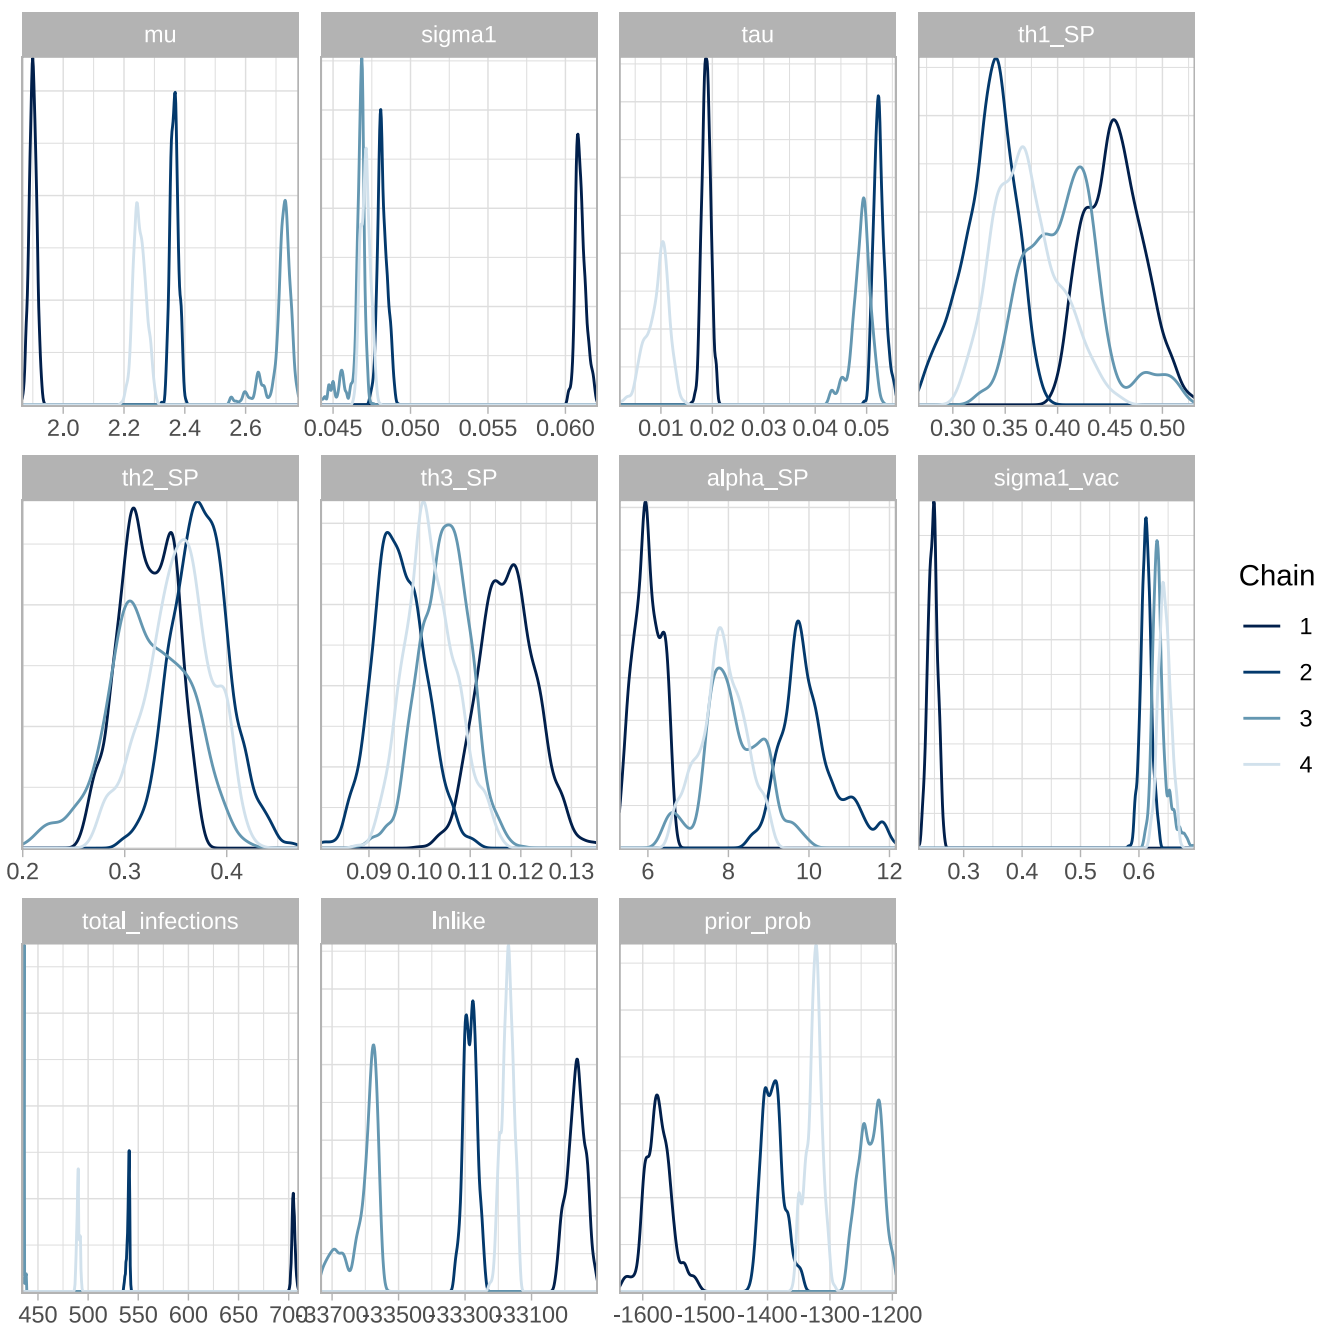 mu
sigma1
tau
th1_SP
2.0 2.2 2.4 2.6
0.045 0.050 0.055 0.060
0.01 0.02 0.03 0.04 0.05
0.30 0.35 0.40 0.45 0.50
th2_SP
th3_SP
alpha_SP
sigma1_vac
0.2 0.3 0.4
0.09 0.10 0.11 0.12 0.13
6 8 10 12
0.3 0.4 0.5 0.6
Chain
1
2
3
4
total_infections
lnlike
prior_prob
450 500 550 600 650 700
-33700 -33500 -33300 -33100
-1600 -1500 -1400 -1300 -1200